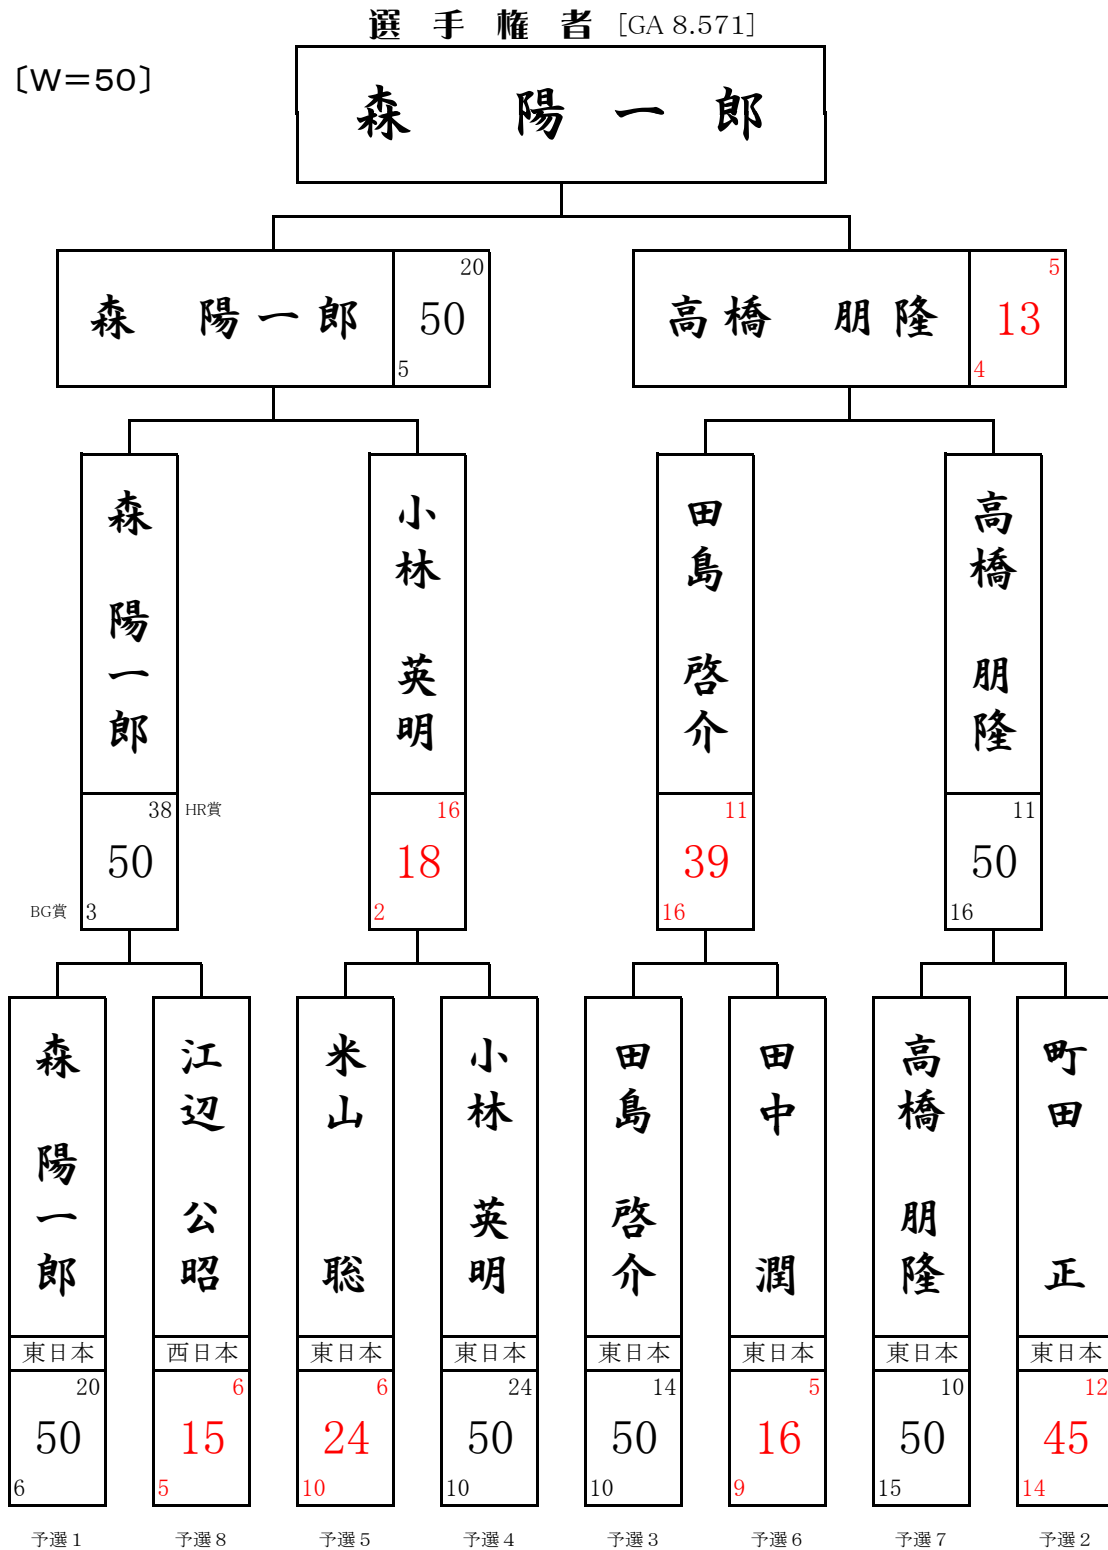 選手権者 [GA 8.571]
〔W＝50〕
森 陽一郎
森 陽一郎 20 50 5
高橋 朋隆 5 13 4
森 陽一郎
小林 英明
田島 啓介
高橋 朋隆
38 HR賞 16 11 11
50 18 39 50
BG賞 3 2 16 16
森 陽一郎
江辺 公昭
米山 聡
小林 英明
田島 啓介
田中 潤
高橋 朋隆
町田 正
東日本 西日本 東日本 東日本 東日本 東日本 東日本 東日本
20 6 6 24 14 5 10 12
50 15 24 50 50 16 50 45
6 5 10 10 10 9 15 14
予選1 予選8 予選5 予選4 予選3 予選6 予選7 予選2